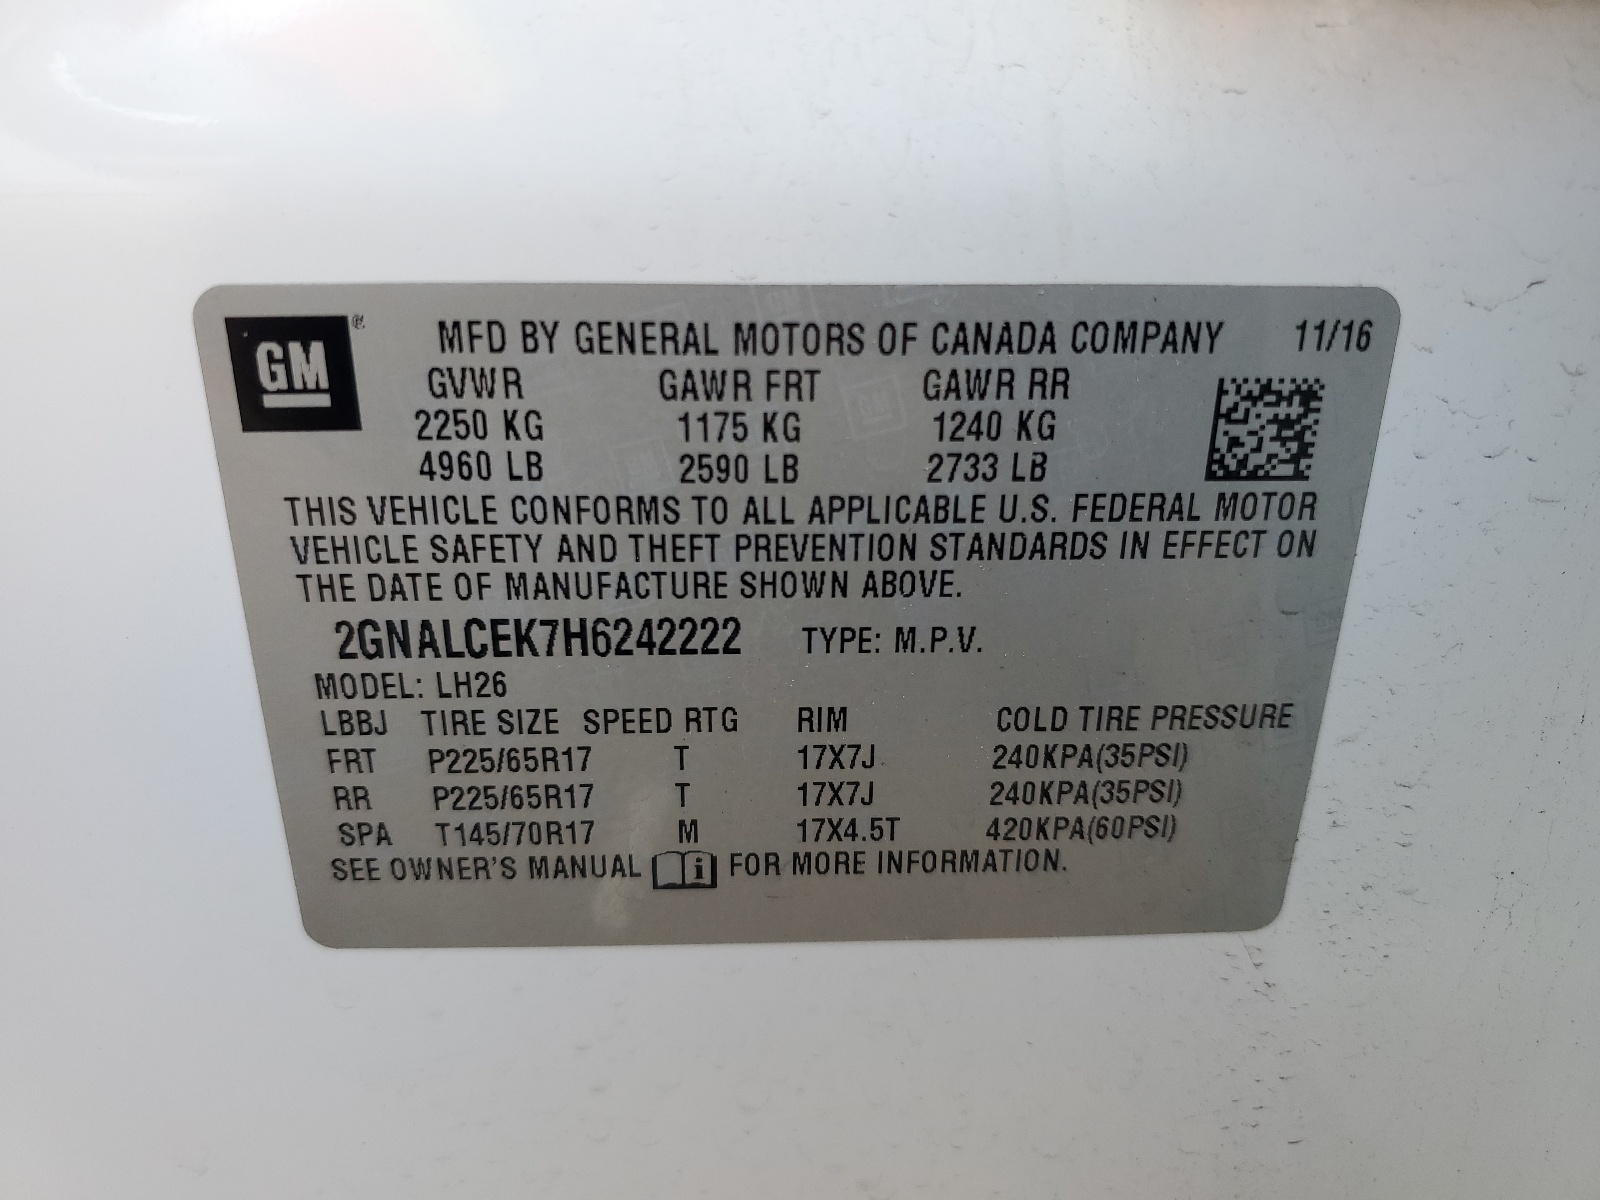 GM® MFD BY GENERAL MOTORS OF CANADA COMPANY 11/16
GVWR GAWR FRT GAWR RR
2250 KG 1175 KG 1240 KG
4960 LB 2590 LB 2733 LB
THIS VEHICLE CONFORMS TO ALL APPLICABLE U.S. FEDERAL MOTOR
VEHICLE SAFETY AND THEFT PREVENTION STANDARDS IN EFFECT ON
THE DATE OF MANUFACTURE SHOWN ABOVE.
2GNALCEK7H6242222 TYPE: M.P.V.
MODEL: LH26
LBBJ TIRE SIZE SPEED RTG RIM COLD TIRE PRESSURE
FRT P225/65R17 T 17X7J 240KPA(35PSI)
RR P225/65R17 T 17X7J 240KPA(35PSI)
SPA T145/70R17 M 17X4.5T 420KPA(60PSI)
SEE OWNER'S MANUAL i FOR MORE INFORMATION.